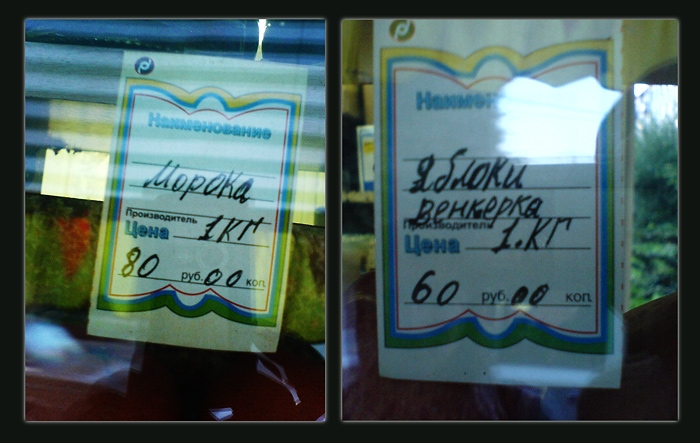 Наименование
Морока
Производитель
Цена 1КГ
80 руб. 00 коп.
Яблоки
венкерка
Производитель
Цена 1.КГ
60 руб. 00 коп.